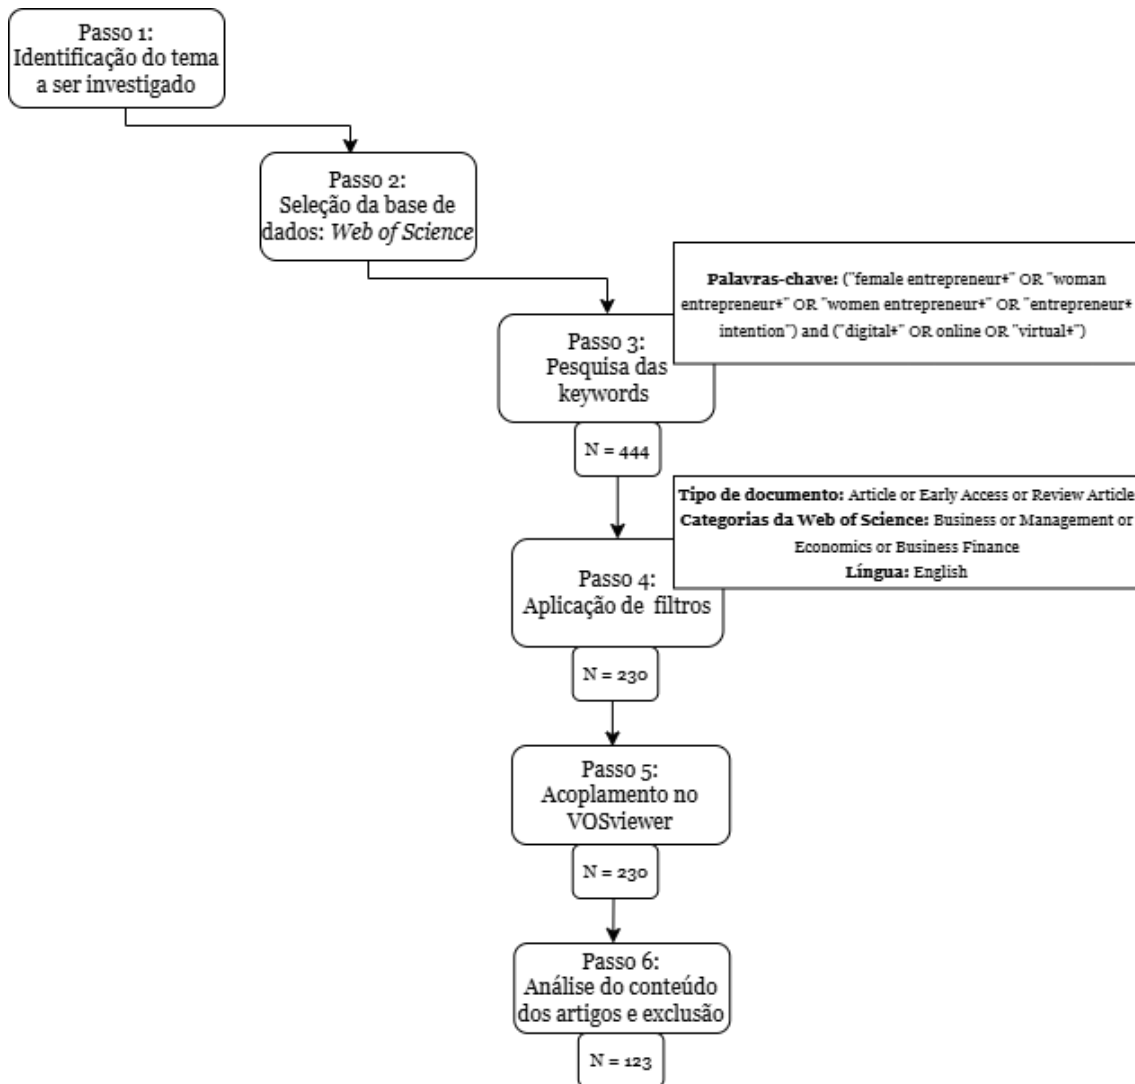 Passo 1:
Identificação do tema
a ser investigado
Passo 2:
Seleção da base de
dados: Web of Science
Palavras-chave: ("female entrepreneur*" OR "woman
entrepreneur*" OR "women entrepreneur*" OR "entrepreneur*
intention") and ("digital*" OR online OR "virtual*")
Passo 3:
Pesquisa das
keywords
N = 444
Tipo de documento: Article or Early Access or Review Article
Categorias da Web of Science: Business or Management or
Economics or Business Finance
Língua: English
Passo 4:
Aplicação de filtros
N = 230
Passo 5:
Acoplamento no
VOSviewer
N = 230
Passo 6:
Análise do conteúdo
dos artigos e exclusão
N = 123